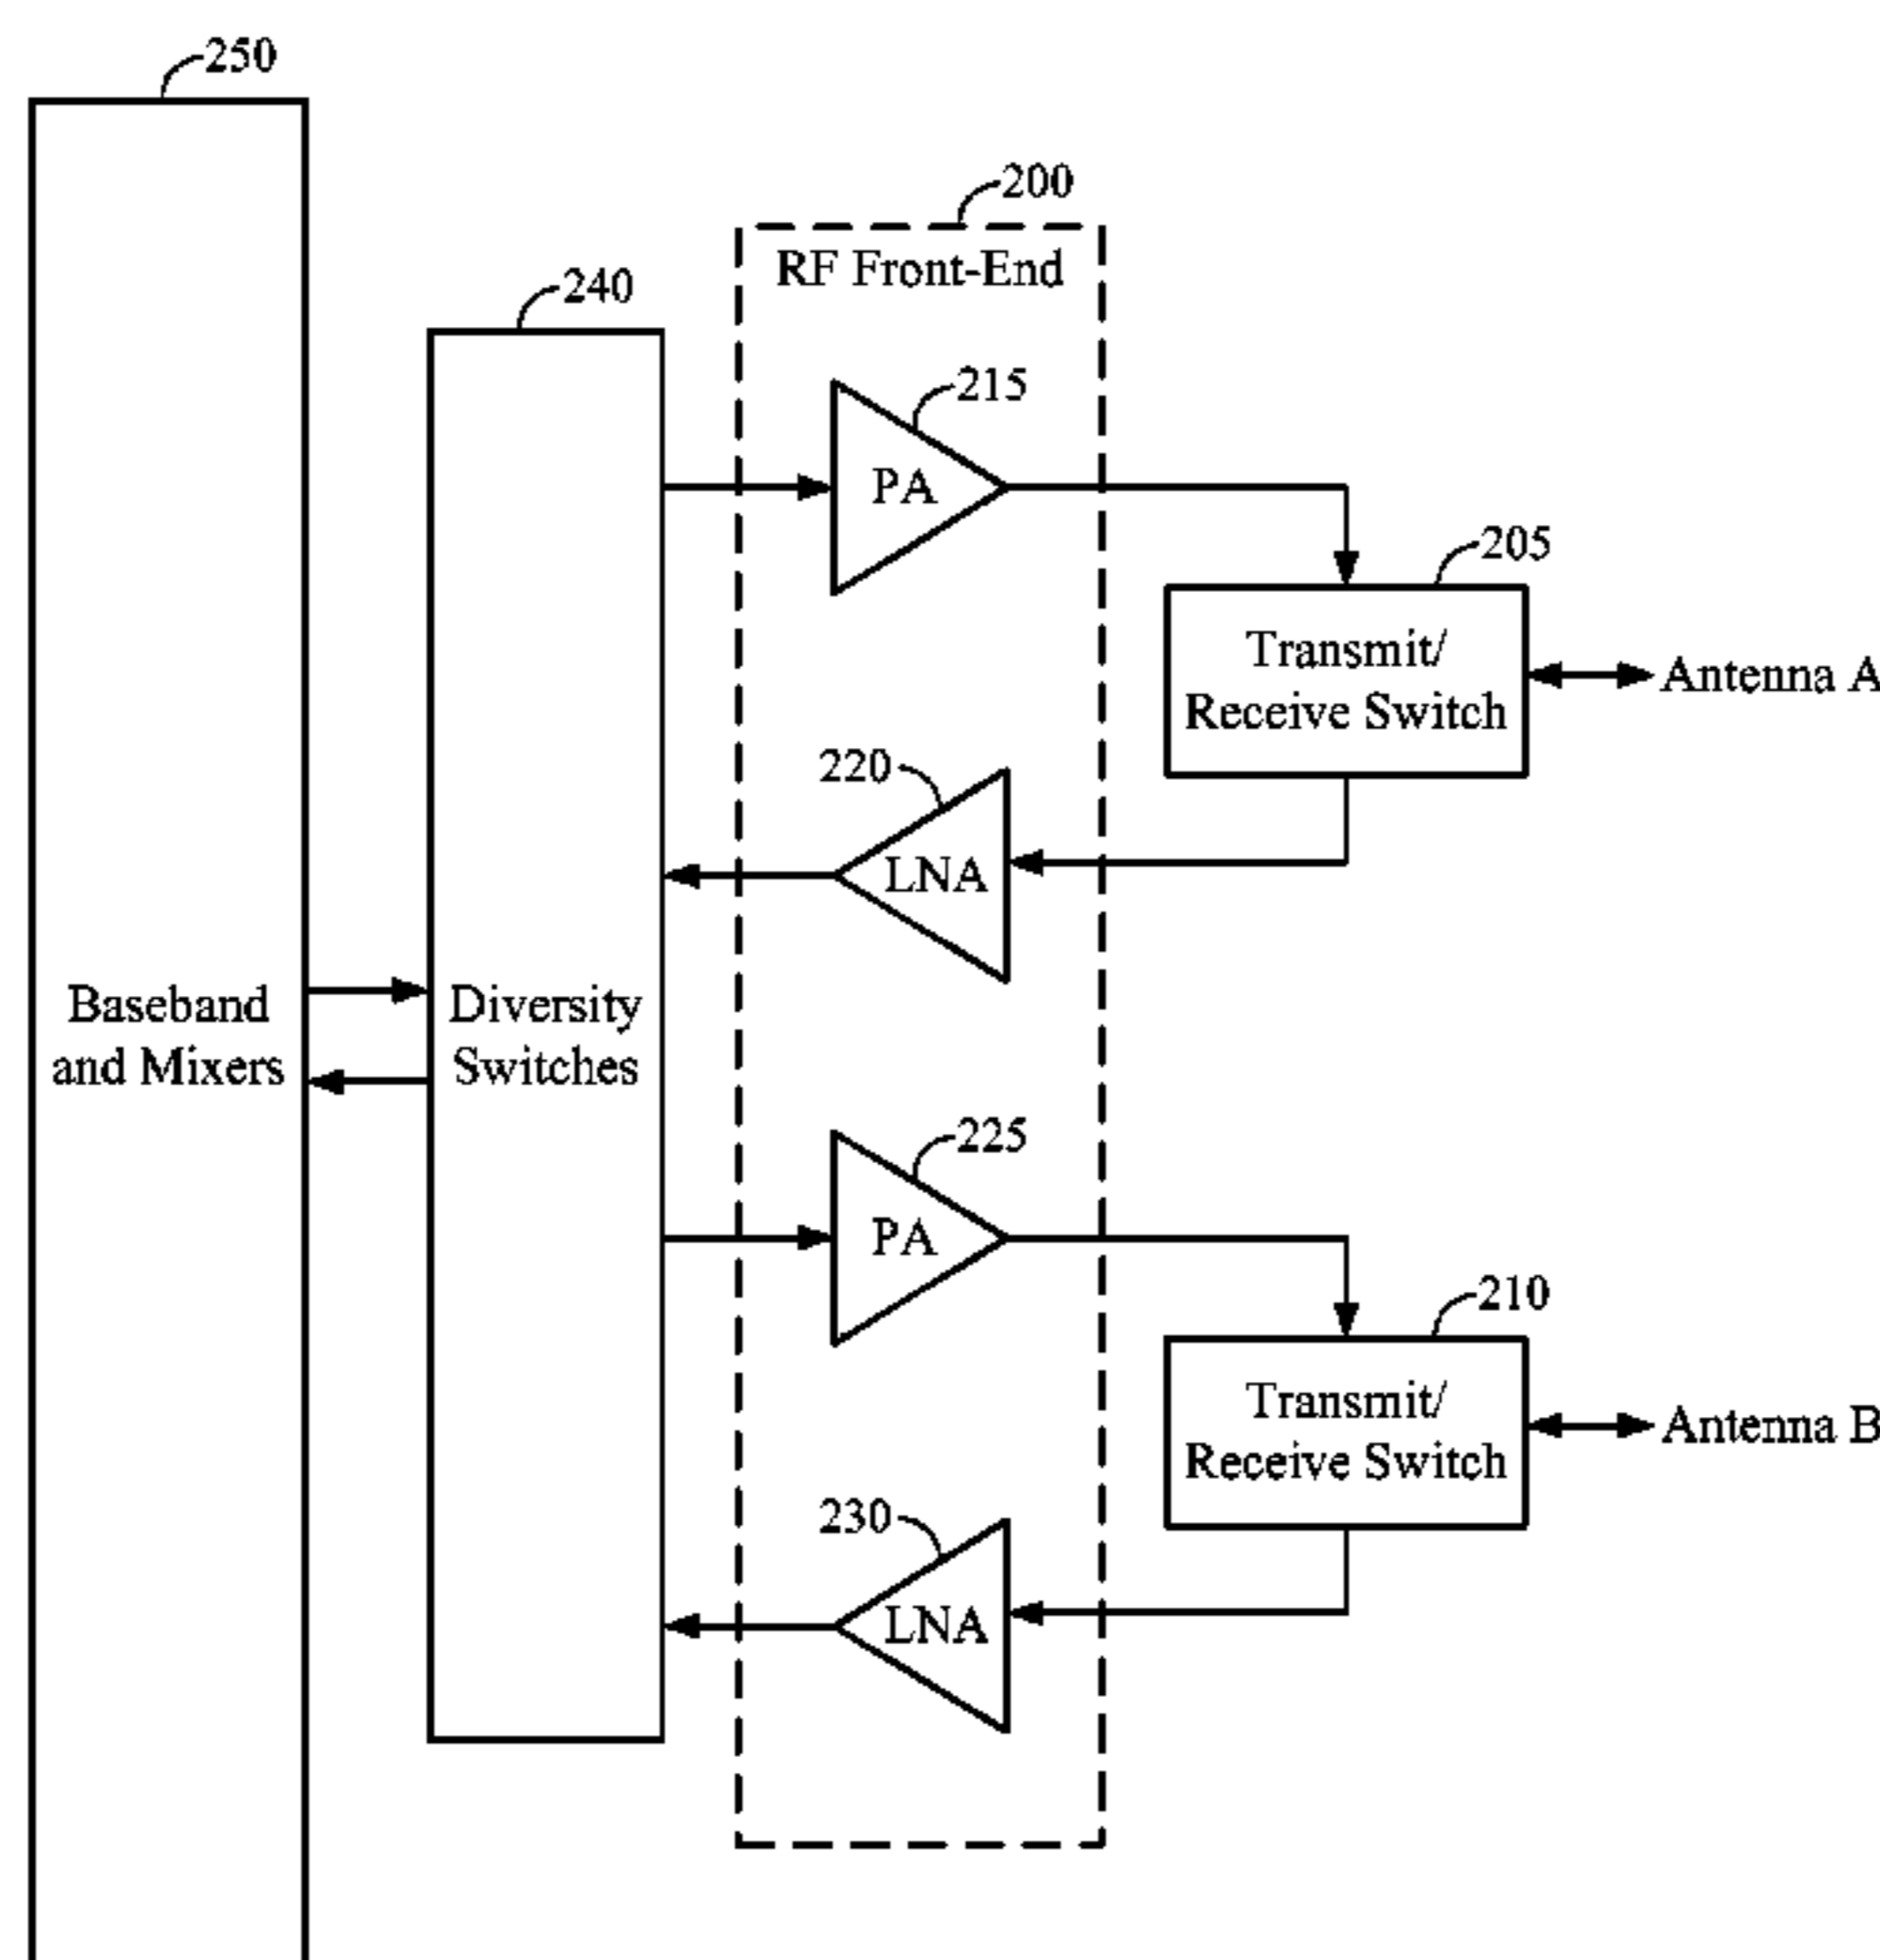 250
200
RF Front-End
240
215
PA
205
Transmit/
Receive Switch
Antenna A
220
LNA
Baseband
and Mixers
Diversity
Switches
225
PA
210
Transmit/
Receive Switch
Antenna B
230
LNA